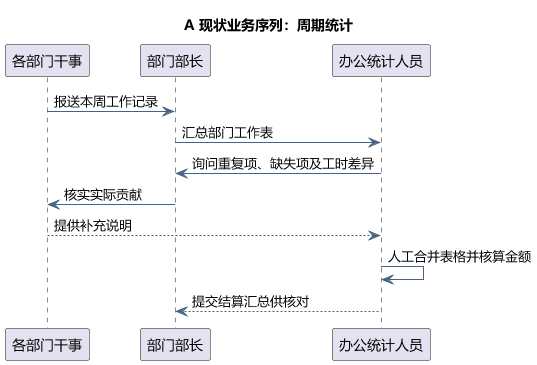 A 现状业务序列：周期统计
各部门干事
部门部长
办公统计人员
报送本周工作记录
汇总部门工作表
询问重复项、缺失项及工时差异
核实实际贡献
提供补充说明
人工合并表格并核算金额
提交结算汇总供核对
各部门干事
部门部长
办公统计人员